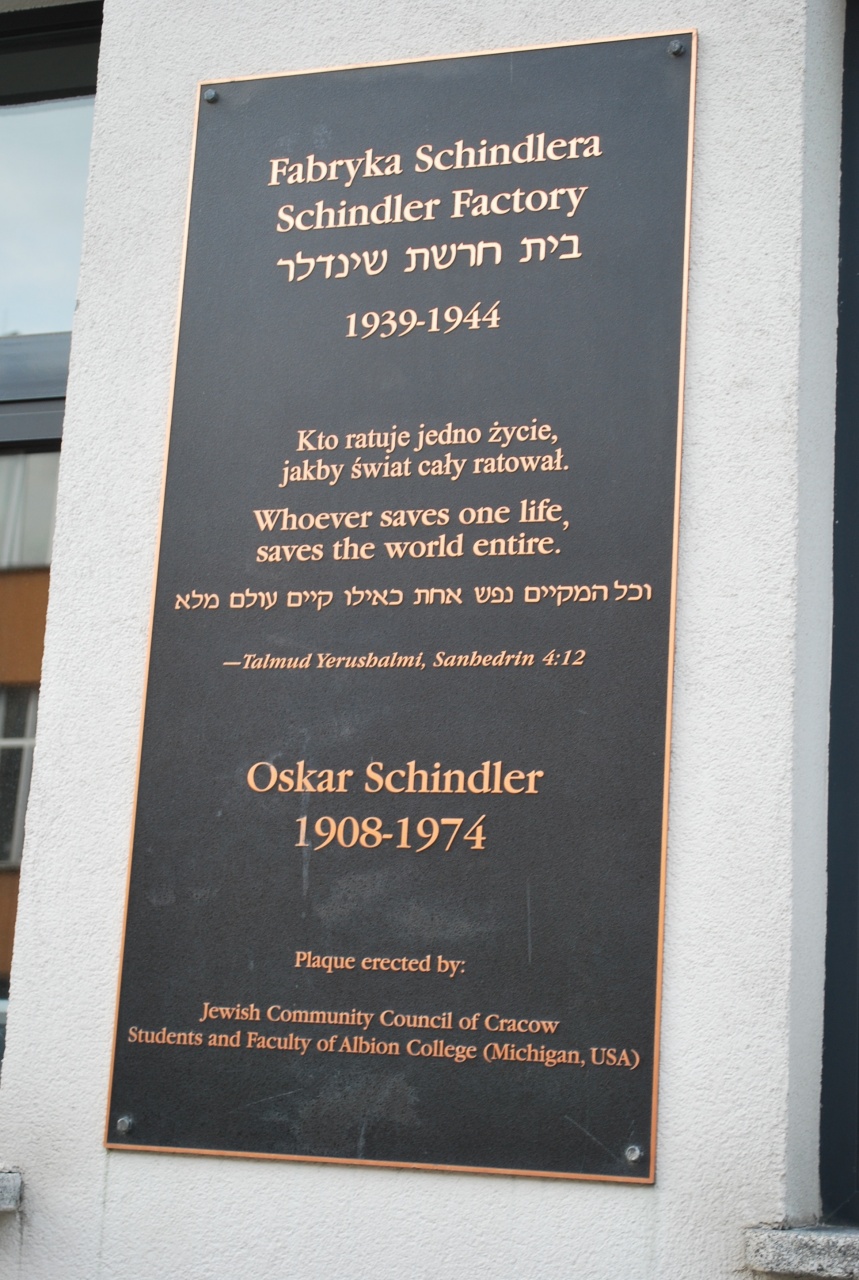 Fabryka Schindlera
Schindler Factory
בית חרשת שינדלר
1939-1944
Kto ratuje jedno życie,
jakby świat cały ratował.
Whoever saves one life,
saves the world entire.
וכל המקיים נפש אחת כאילו קיים עולם מלא
—Talmud Yerushalmi, Sanhedrin 4:12
Oskar Schindler
1908-1974
Plaque erected by:
Jewish Community Council of Cracow
Students and Faculty of Albion College (Michigan, USA)